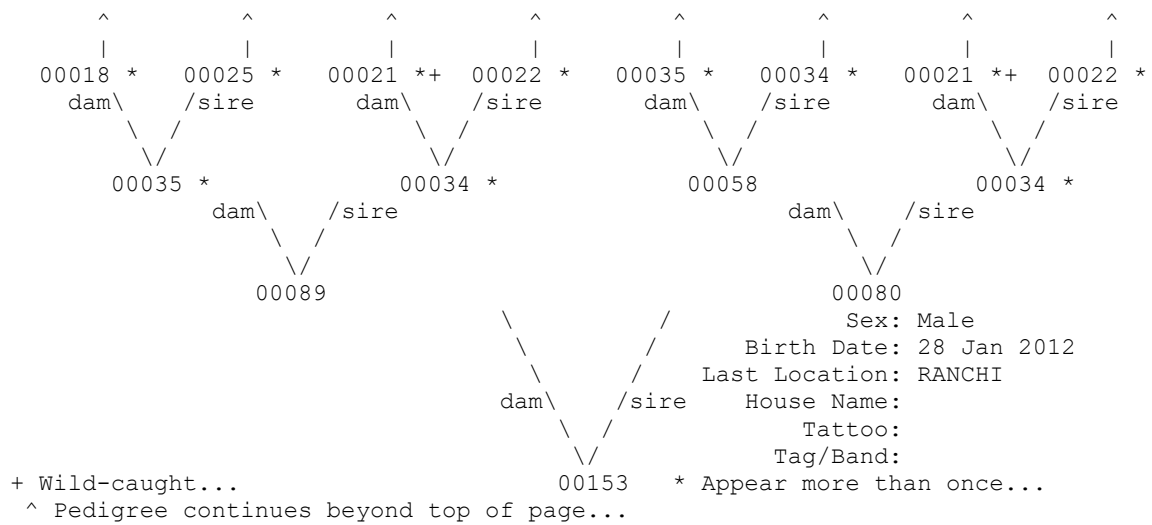 ^ ^ ^ ^ ^ ^ ^ ^
| | | | | | | |
00018 * 00025 * 00021 *+ 00022 * 00035 * 00034 * 00021 *+ 00022 *
dam\ /sire dam\ /sire dam\ /sire dam\ /sire
\ / \ / \ / \ /
\/ \/ \/ \/
00035 * 00034 * 00058 00034 *
dam\ /sire dam\ /sire
\ / \ /
\/ \/
00089 00080
\ / Sex: Male
\ / Birth Date: 28 Jan 2012
\ / Last Location: RANCHI
dam\ /sire House Name:
\ / Tattoo:
\/ Tag/Band:
+ Wild-caught... 00153 * Appear more than once...
^ Pedigree continues beyond top of page...